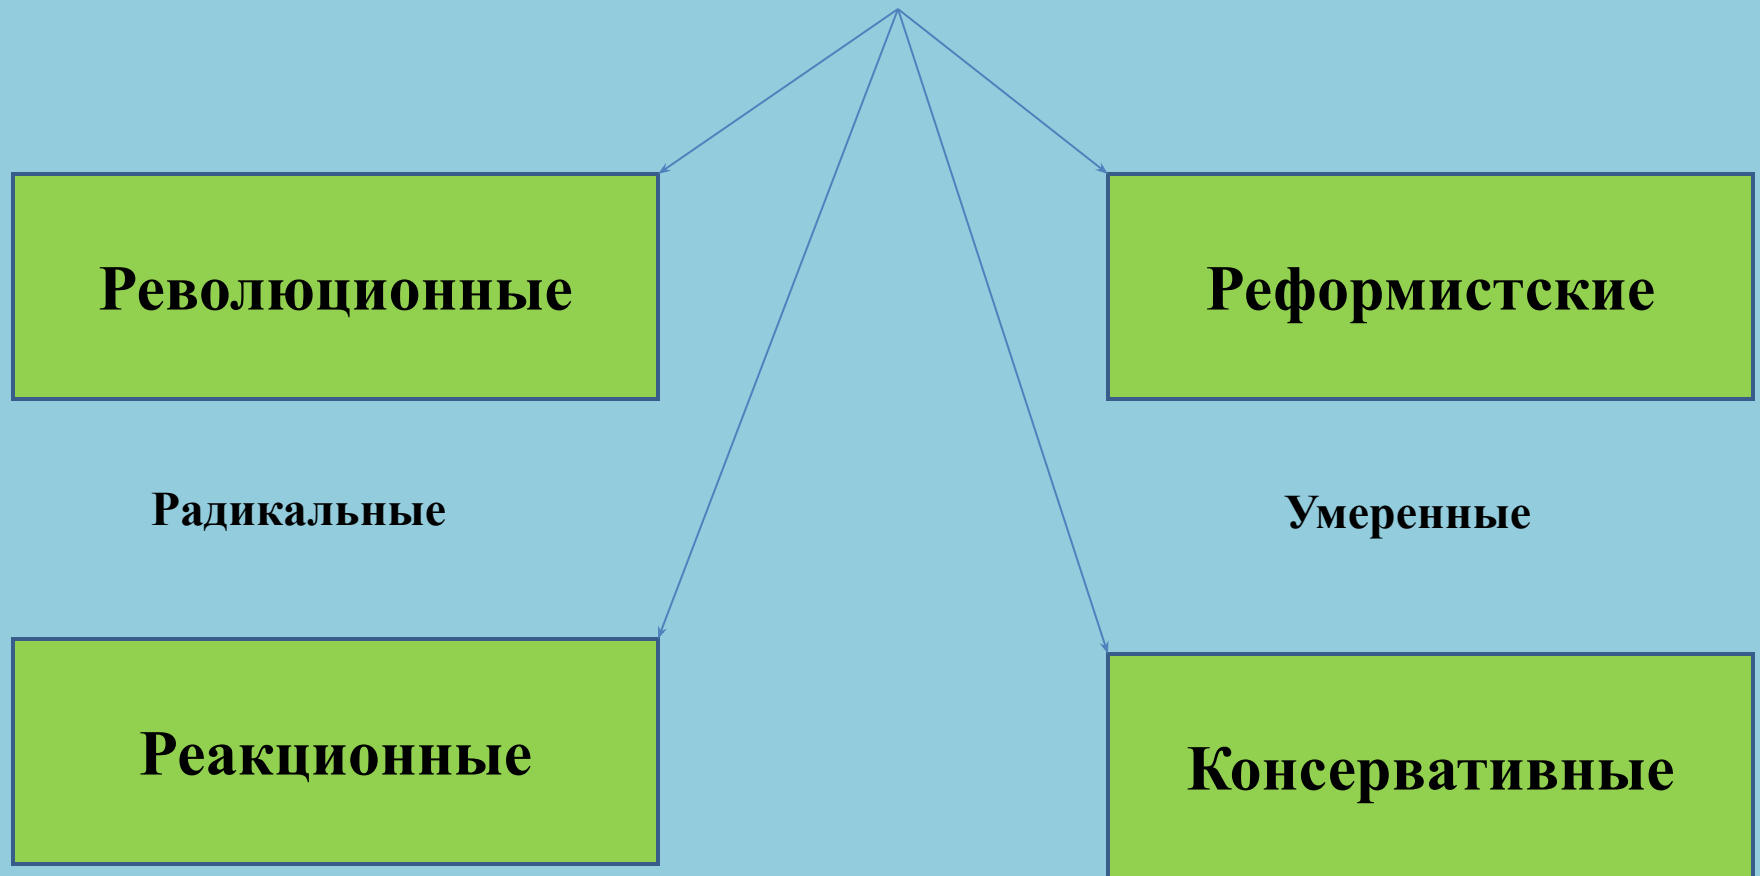 Революционные
Реформистские
Радикальные
Умеренные
Реакционные
Консервативные